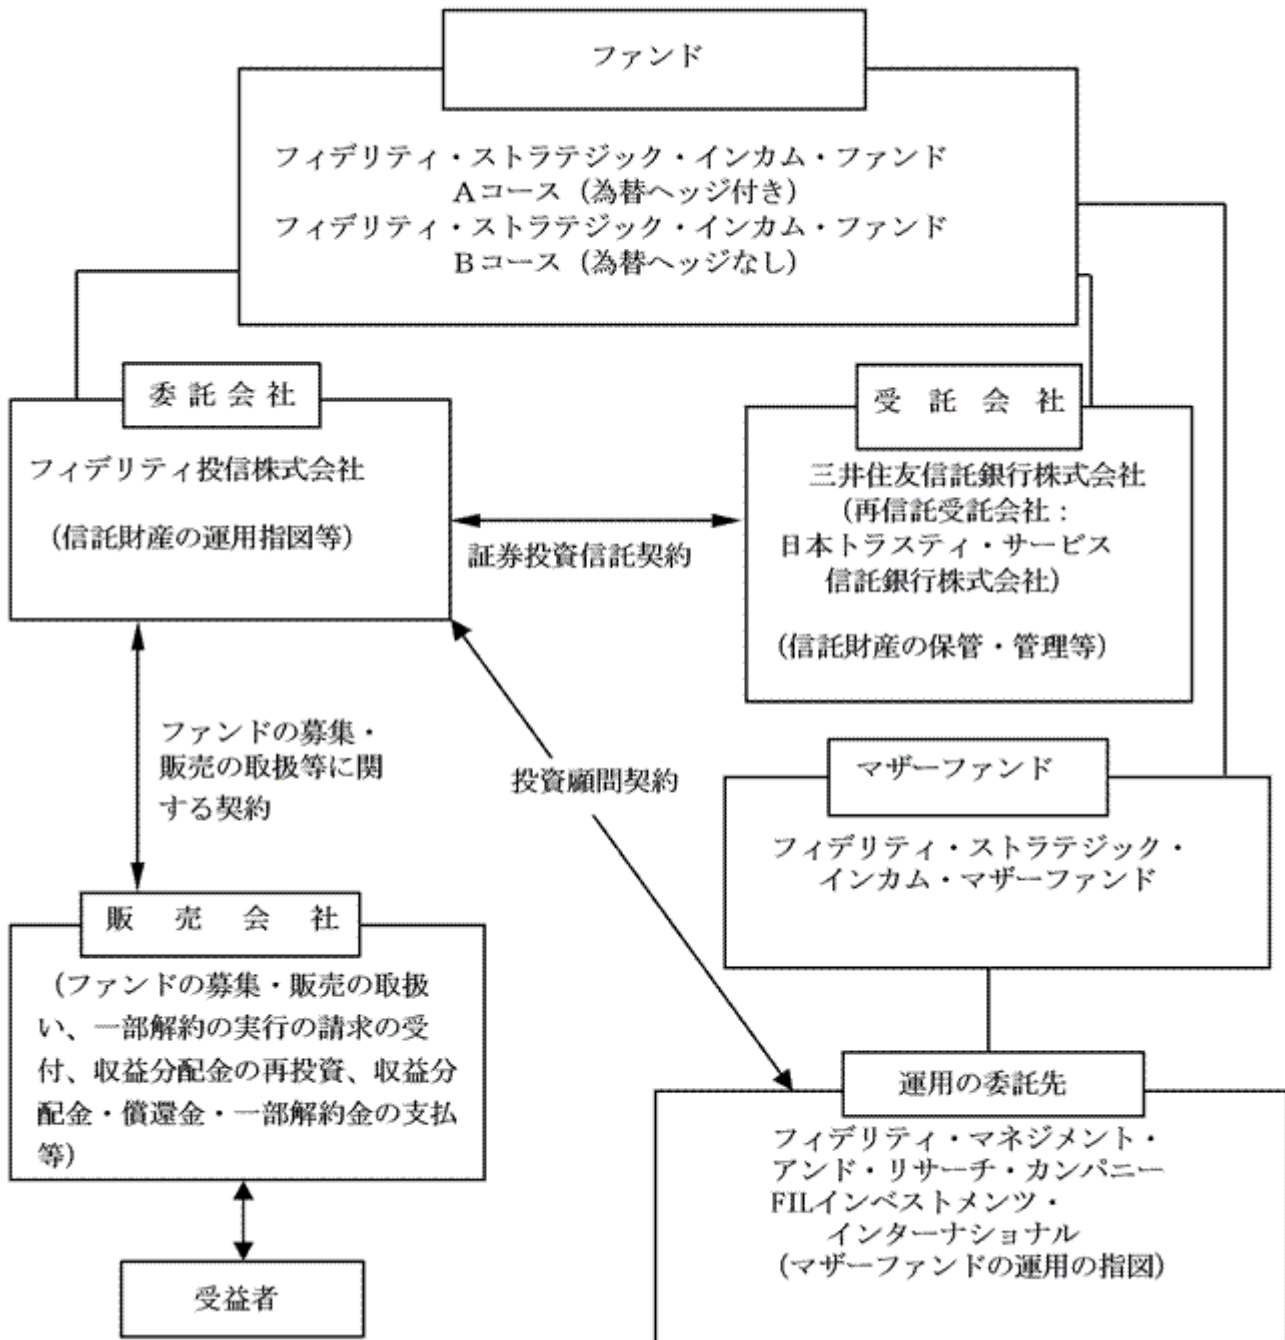 ファンド
フィデリティ・ストラテジック・インカム・ファンド
Aコース（為替ヘッジ付き）
フィデリティ・ストラテジック・インカム・ファンド
Bコース（為替ヘッジなし）
委託会社
フィデリティ投信株式会社
（信託財産の運用指図等）
証券投資信託契約
受託会社
三井住友信託銀行株式会社
（再信託受託会社：
日本トラスティ・サービス
信託銀行株式会社）
（信託財産の保管・管理等）
ファンドの募集・
販売の取扱等に関
する契約
投資顧問契約
マザーファンド
フィデリティ・ストラテジック・
インカム・マザーファンド
販売会社
（ファンドの募集・販売の取扱
い、一部解約の実行の請求の受
付、収益分配金の再投資、収益分
配金・償還金・一部解約金の支払
等）
運用の委託先
フィデリティ・マネジメント・
アンド・リサーチ・カンパニー
FILインベストメンツ・
インターナショナル
（マザーファンドの運用の指図）
受益者